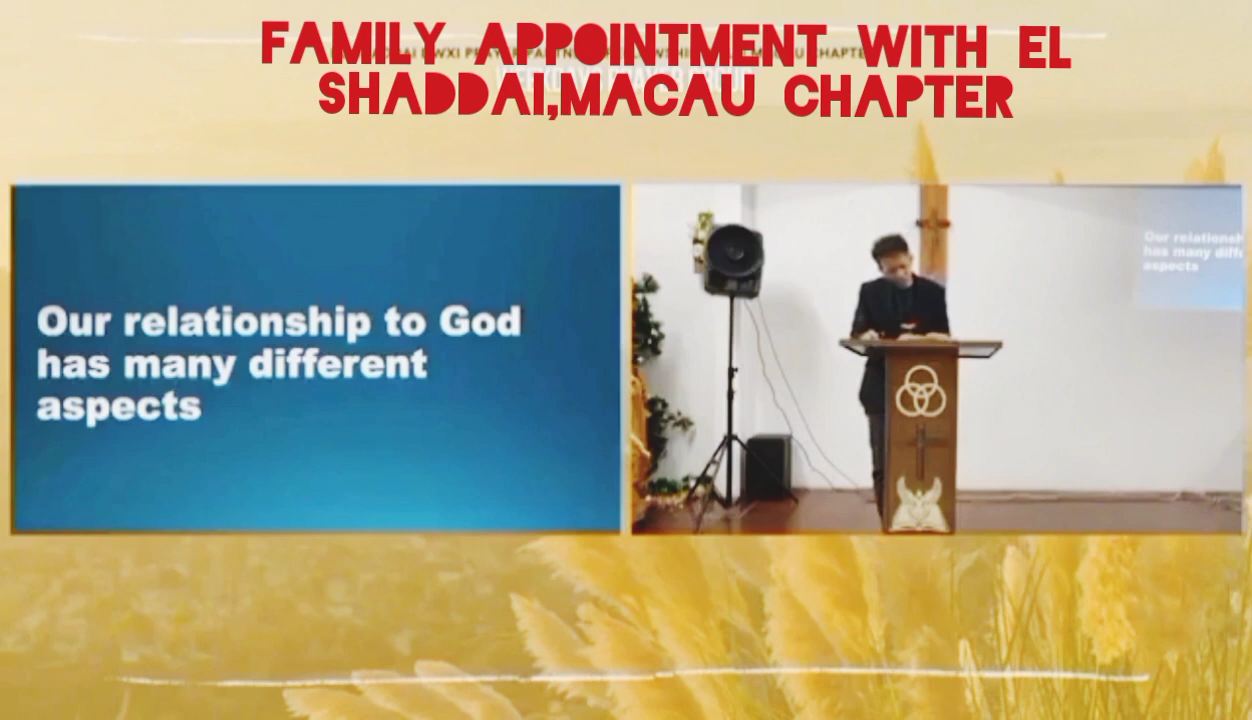 FAMILY APPOINTMENT WITH EL
SHADDAI,MACAU CHAPTER
Our relationship to God
has many different
aspects
Our relationsh
has many diffe
aspects